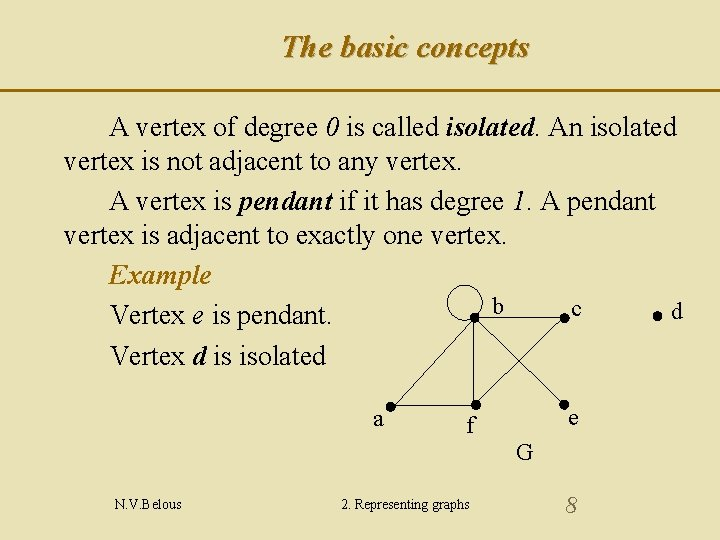 The basic concepts
A vertex of degree 0 is called isolated. An isolated
vertex is not adjacent to any vertex.
A vertex is pendant if it has degree 1. A pendant
vertex is adjacent to exactly one vertex.
Example
Vertex e is pendant.
b
c
d
Vertex d is isolated
a
f
e
G
N.V.Belous
2. Representing graphs
8